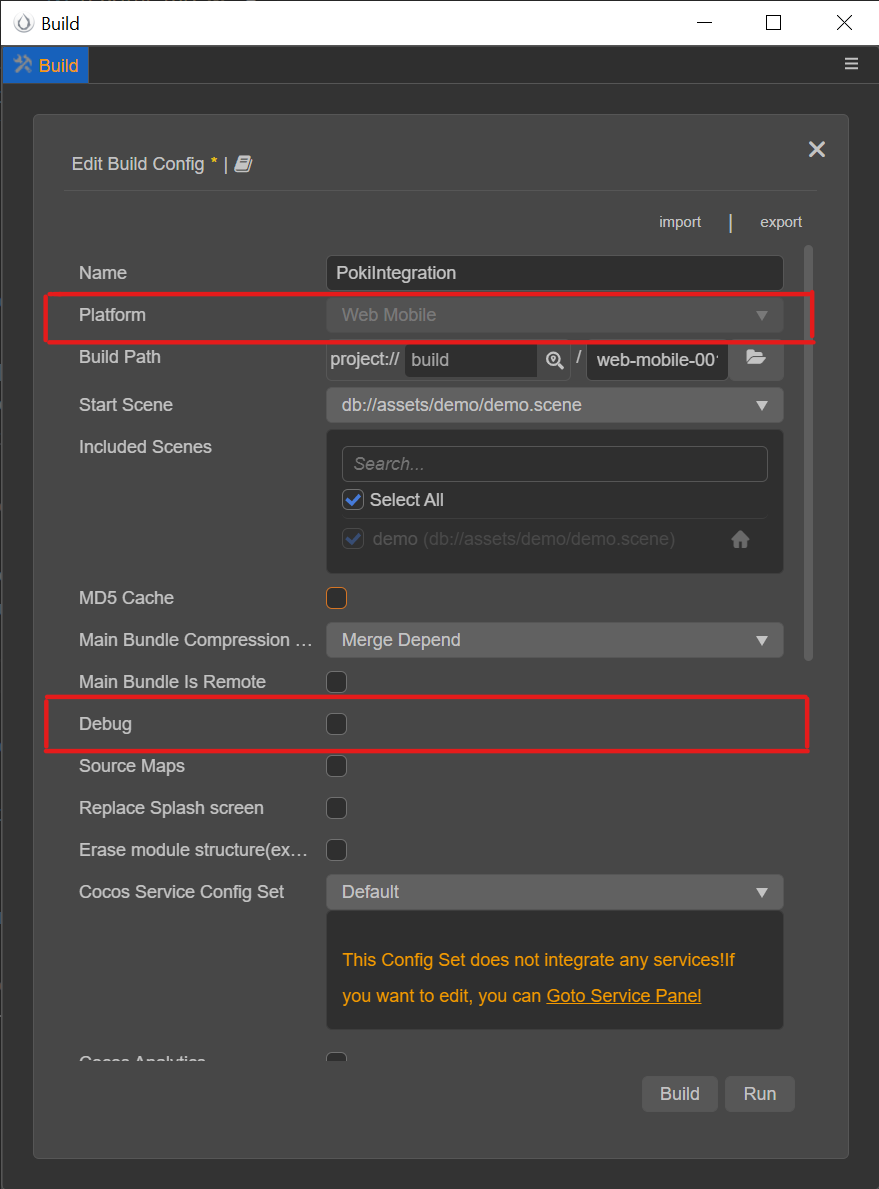 Build
Build
Edit Build Config * |
import | export
Name PokiIntegration
Platform Web Mobile
Build Path project:// build / web-mobile-00
Start Scene db://assets/demo/demo.scene
Included Scenes
Search...
Select All
demo (db://assets/demo/demo.scene)
MD5 Cache
Main Bundle Compression ... Merge Depend
Main Bundle Is Remote
Debug
Source Maps
Replace Splash screen
Erase module structure(ex...
Cocos Service Config Set Default
This Config Set does not integrate any services!If
you want to edit, you can Goto Service Panel
Cocos Analytics
Build Run